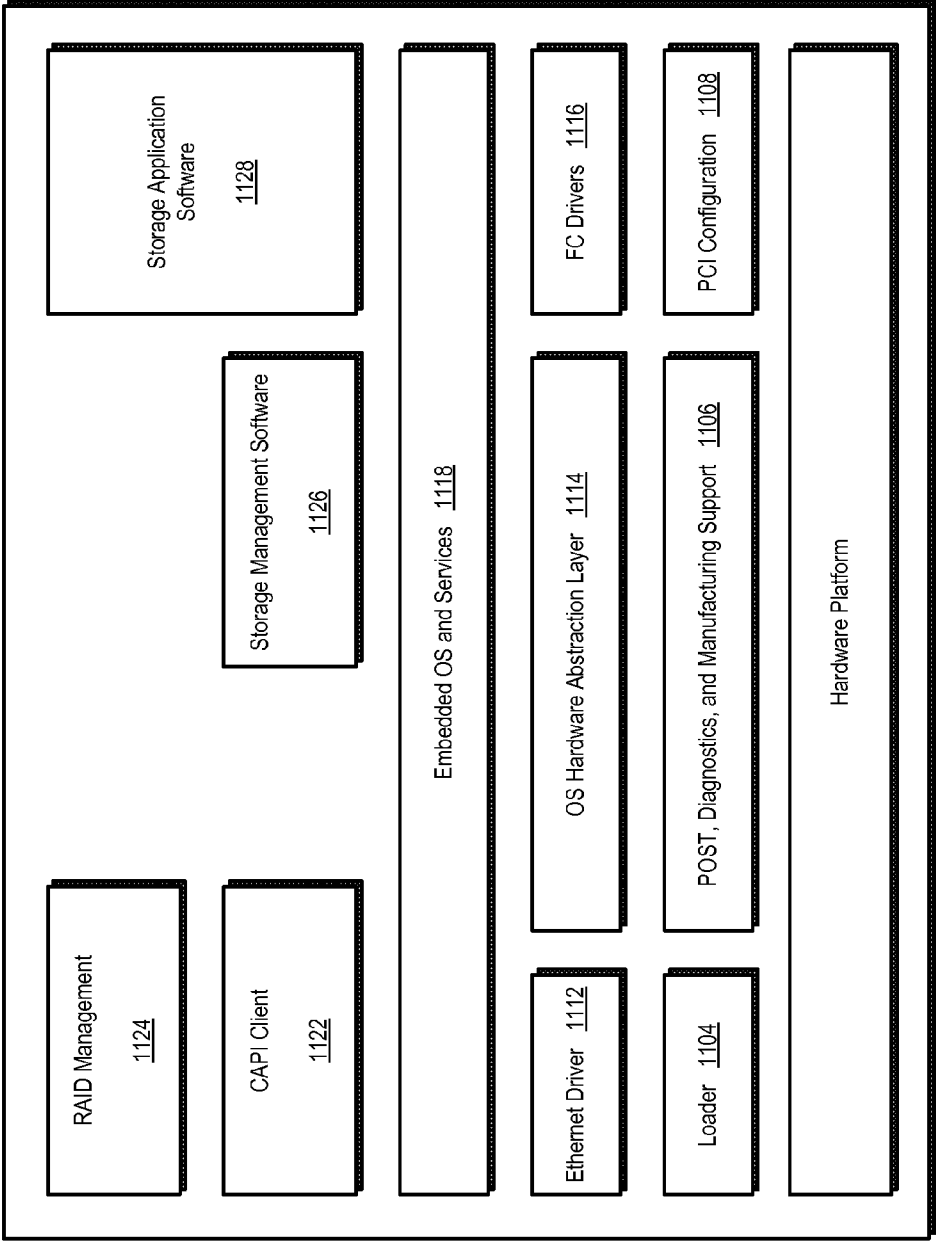 RAID Management
1124
Storage Application
Software
1128
CAPI Client
1122
Storage Management Software
1126
Embedded OS and Services 1118
Ethernet Driver 1112
OS Hardware Abstraction Layer 1114
FC Drivers 1116
Loader 1104
POST, Diagnostics, and Manufacturing Support 1106
PCI Configuration 1108
Hardware Platform